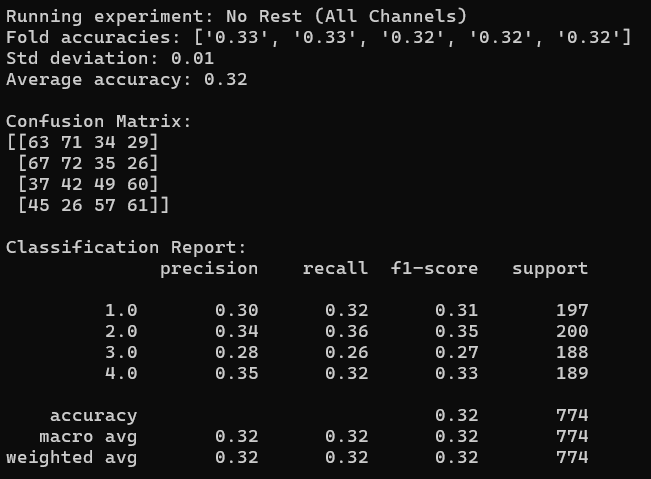 Running experiment: No Rest (All Channels)
Fold accuracies: ['0.33', '0.33', '0.32', '0.32', '0.32']
Std deviation: 0.01
Average accuracy: 0.32
Confusion Matrix:
[[63 71 34 29]
 [67 72 35 26]
 [37 42 49 60]
 [45 26 57 61]]
Classification Report:
              precision    recall  f1-score   support
         1.0       0.30      0.32      0.31       197
         2.0       0.34      0.36      0.35       200
         3.0       0.28      0.26      0.27       188
         4.0       0.35      0.32      0.33       189
    accuracy                           0.32       774
   macro avg       0.32      0.32      0.32       774
weighted avg       0.32      0.32      0.32       774